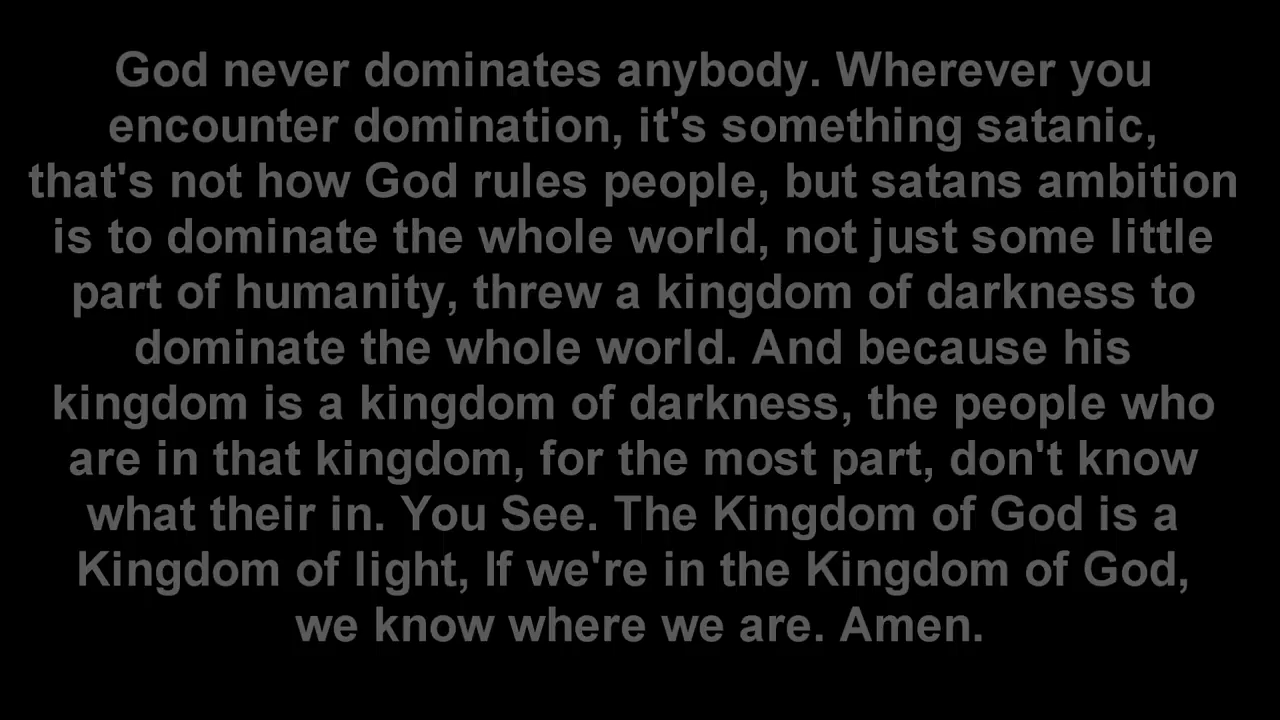 God never dominates anybody. Wherever you
encounter domination, it's something satanic,
that's not how God rules people, but satans ambition
is to dominate the whole world, not just some little
part of humanity, threw a kingdom of darkness to
dominate the whole world. And because his
kingdom is a kingdom of darkness, the people who
are in that kingdom, for the most part, don't know
what their in. You See. The Kingdom of God is a
Kingdom of light, If we're in the Kingdom of God,
we know where we are. Amen.